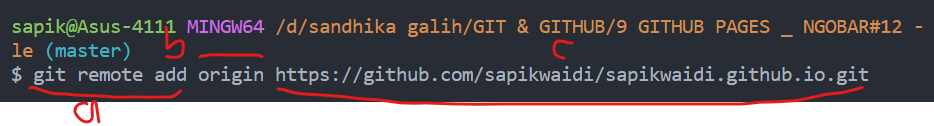 sapik@Asus-4111 MINGW64 /d/sandhika galih/GIT & GITHUB/9 GITHUB PAGES _ NGOBAR#12 -
le (master)
$ git remote add origin https://github.com/sapikwaidi/sapikwaidi.github.io.git
a
b
c